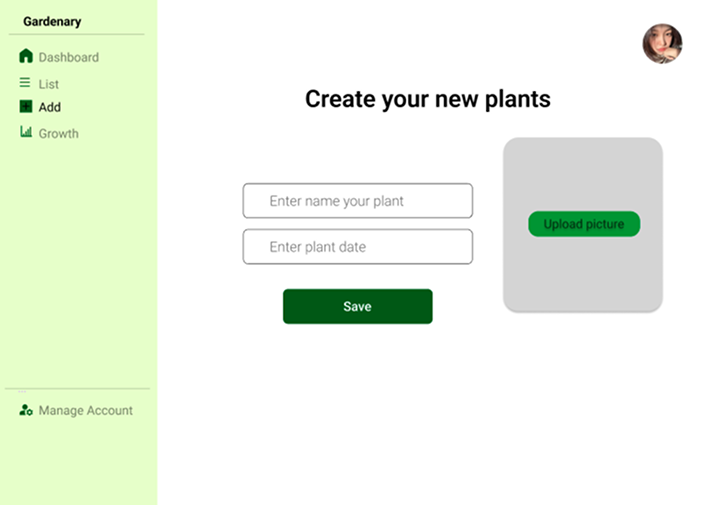 Gardenary
Dashboard
List
Add
Growth
Manage Account
Create your new plants
Enter name your plant
Enter plant date
Save
Upload picture